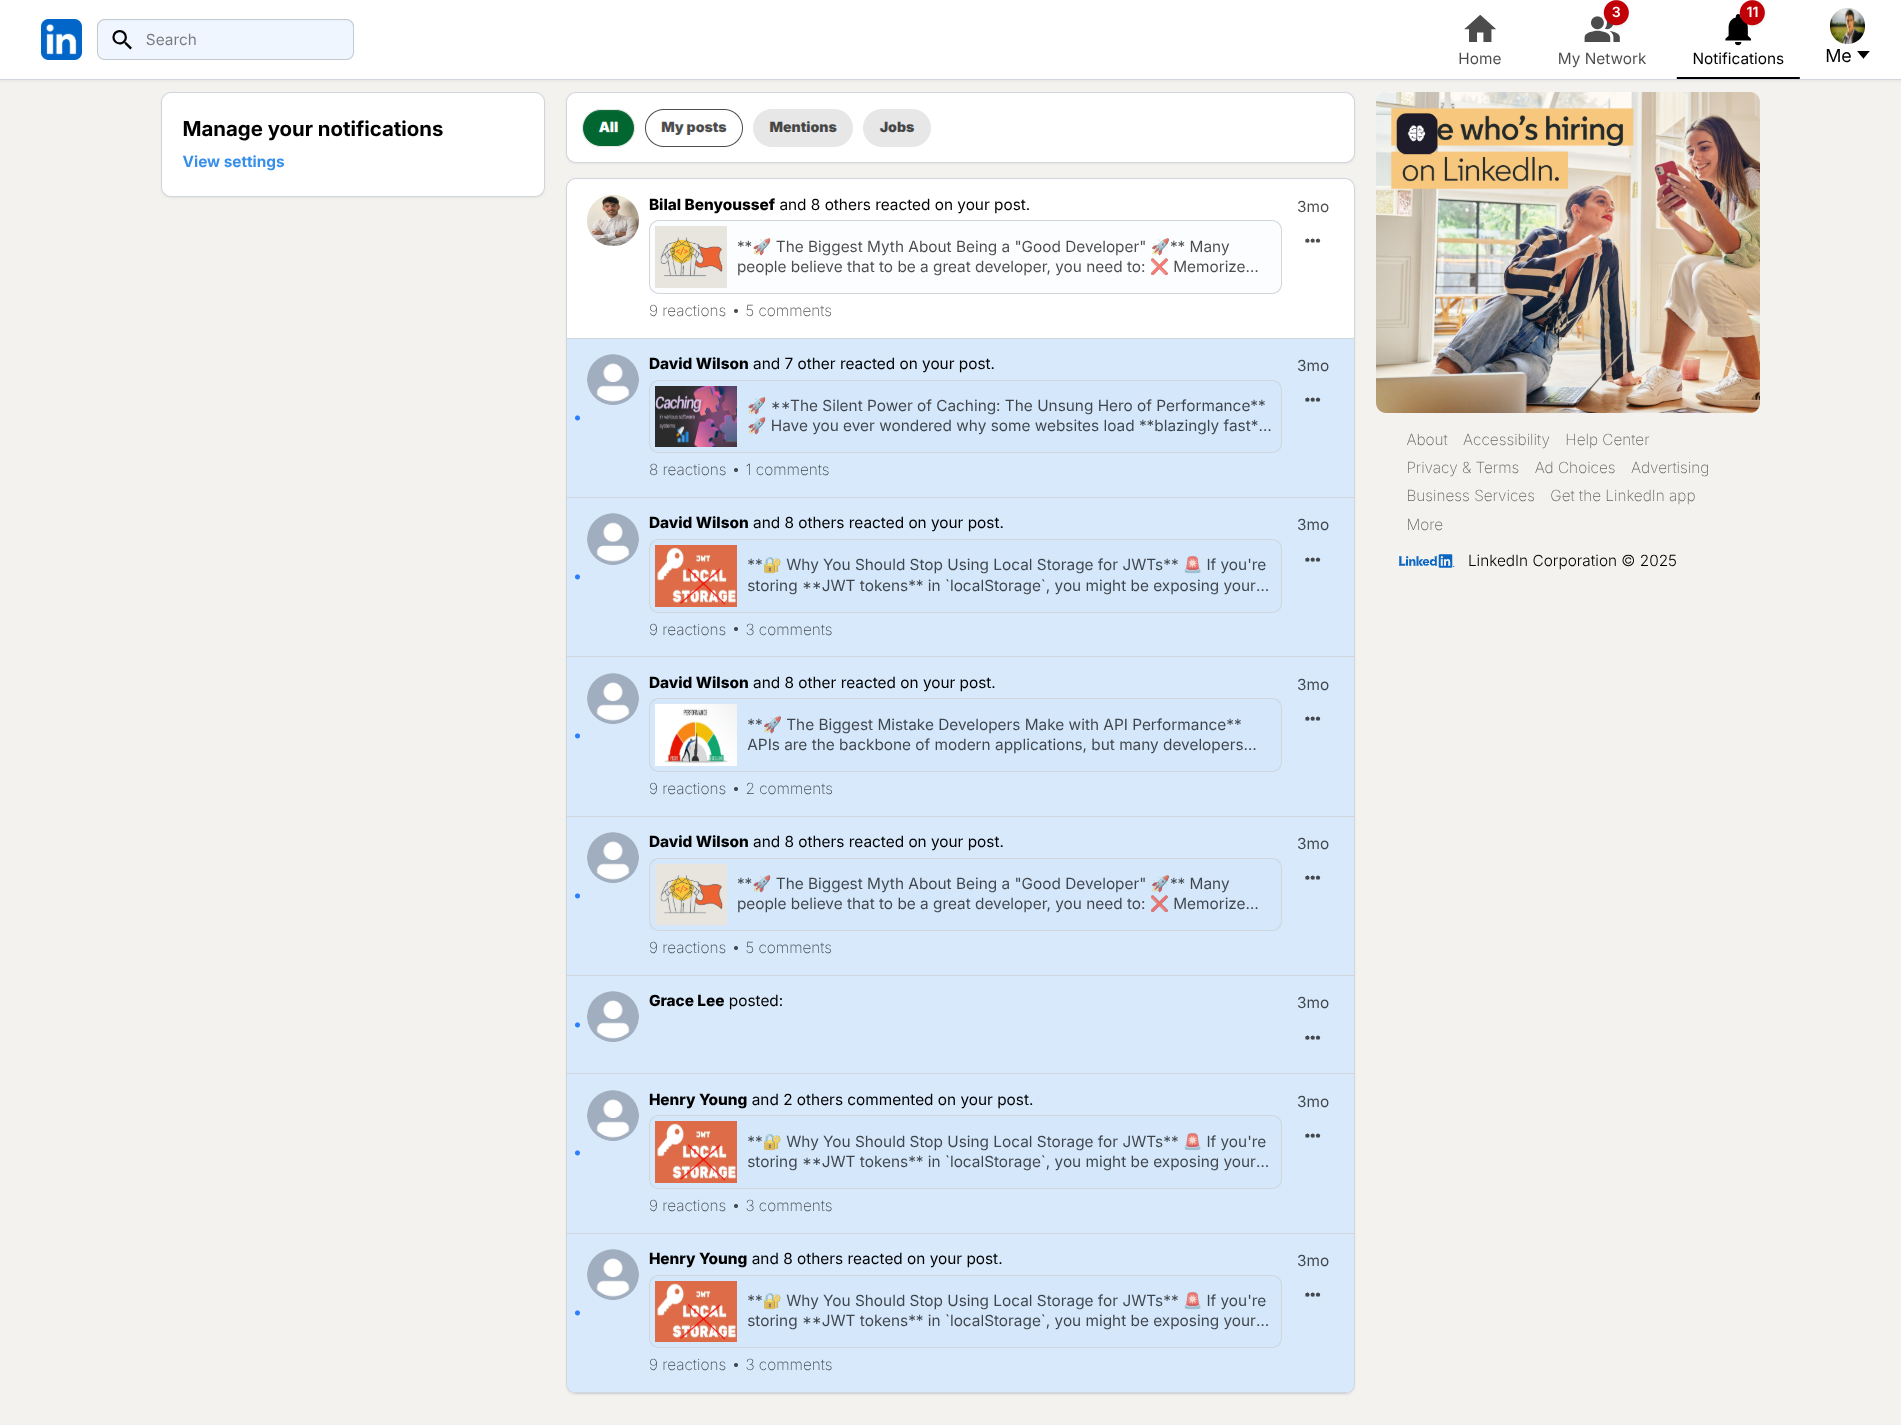 in
Search
Home
3
My Network
11
Notifications
Me
Manage your notifications
View settings
All
My posts
Mentions
Jobs
Bilal Benyoussef and 8 others reacted on your post.
3mo
**🚀 The Biggest Myth About Being a "Good Developer" 🚀** Many
people believe that to be a great developer, you need to: ❌ Memorize...
9 reactions • 5 comments
David Wilson and 7 other reacted on your post.
3mo
Caching
in various software
systems
🚀 **The Silent Power of Caching: The Unsung Hero of Performance**
🚀 Have you ever wondered why some websites load **blazingly fast*...
8 reactions • 1 comments
David Wilson and 8 others reacted on your post.
3mo
JWT
LOCAL
STORAGE
**🔐 Why You Should Stop Using Local Storage for JWTs** 🚨 If you're
storing **JWT tokens** in `localStorage`, you might be exposing your...
9 reactions • 3 comments
David Wilson and 8 other reacted on your post.
3mo
PERFORMANCE
**🚀 The Biggest Mistake Developers Make with API Performance**
APIs are the backbone of modern applications, but many developers...
9 reactions • 2 comments
David Wilson and 8 others reacted on your post.
3mo
**🚀 The Biggest Myth About Being a "Good Developer" 🚀** Many
people believe that to be a great developer, you need to: ❌ Memorize...
9 reactions • 5 comments
Grace Lee posted:
3mo
Henry Young and 2 others commented on your post.
3mo
JWT
LOCAL
STORAGE
**🔐 Why You Should Stop Using Local Storage for JWTs** 🚨 If you're
storing **JWT tokens** in `localStorage`, you might be exposing your...
9 reactions • 3 comments
Henry Young and 8 others reacted on your post.
3mo
JWT
LOCAL
STORAGE
**🔐 Why You Should Stop Using Local Storage for JWTs** 🚨 If you're
storing **JWT tokens** in `localStorage`, you might be exposing your...
9 reactions • 3 comments
e who's hiring
on LinkedIn.
About Accessibility Help Center
Privacy & Terms Ad Choices Advertising
Business Services Get the LinkedIn app
More
LinkedIn LinkedIn Corporation © 2025